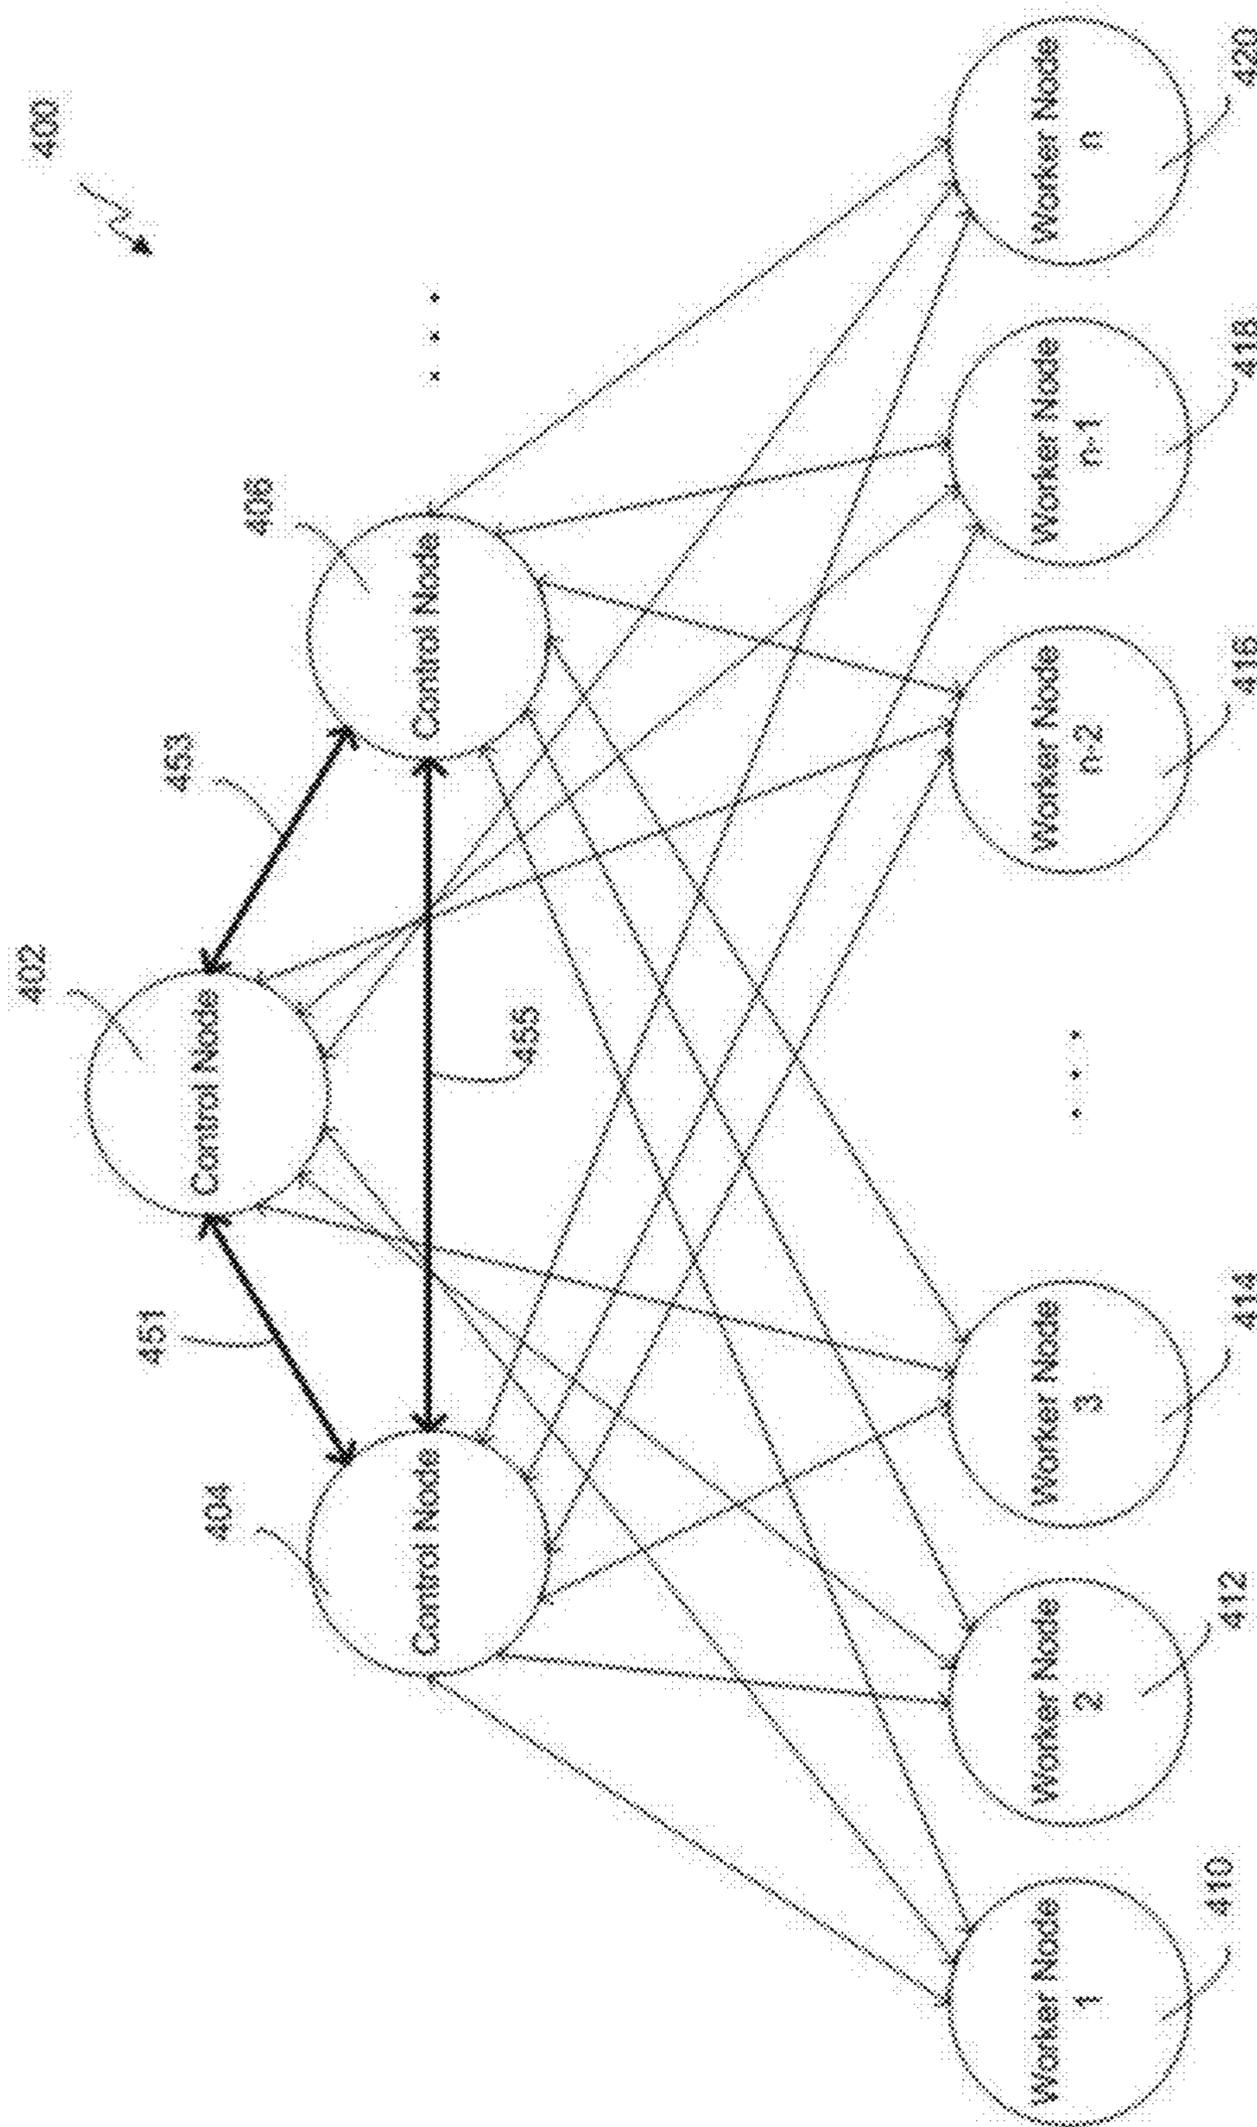 400
402
451
453
404
Control Node
406
Control Node
Control Node
. . .
455
Worker Node
1
Worker Node
2
Worker Node
3
. . .
Worker Node
n-2
Worker Node
n-1
Worker Node
n
410
412
414
416
418
420